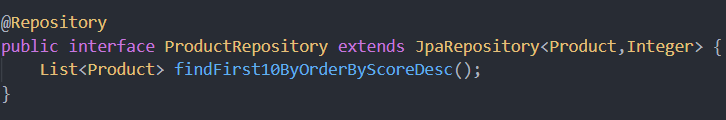 @Repository
public interface ProductRepository extends JpaRepository<Product,Integer> {
    List<Product> findFirst10ByOrderByScoreDesc();
}